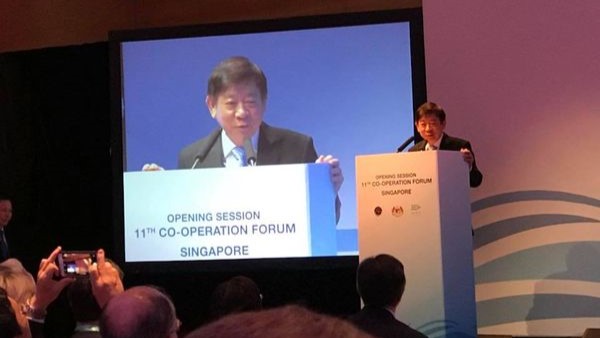 OPENING SESSION
11TH CO-OPERATION FORUM
SINGAPORE
OPENING SESSION
11TH CO-OPERATION FORUM
SINGAPORE